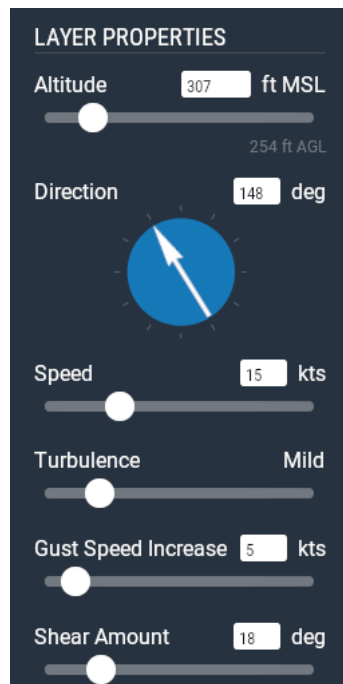 LAYER PROPERTIES
Altitude 307 ft MSL
254 ft AGL
Direction 148 deg
Speed 15 kts
Turbulence Mild
Gust Speed Increase 5 kts
Shear Amount 18 deg